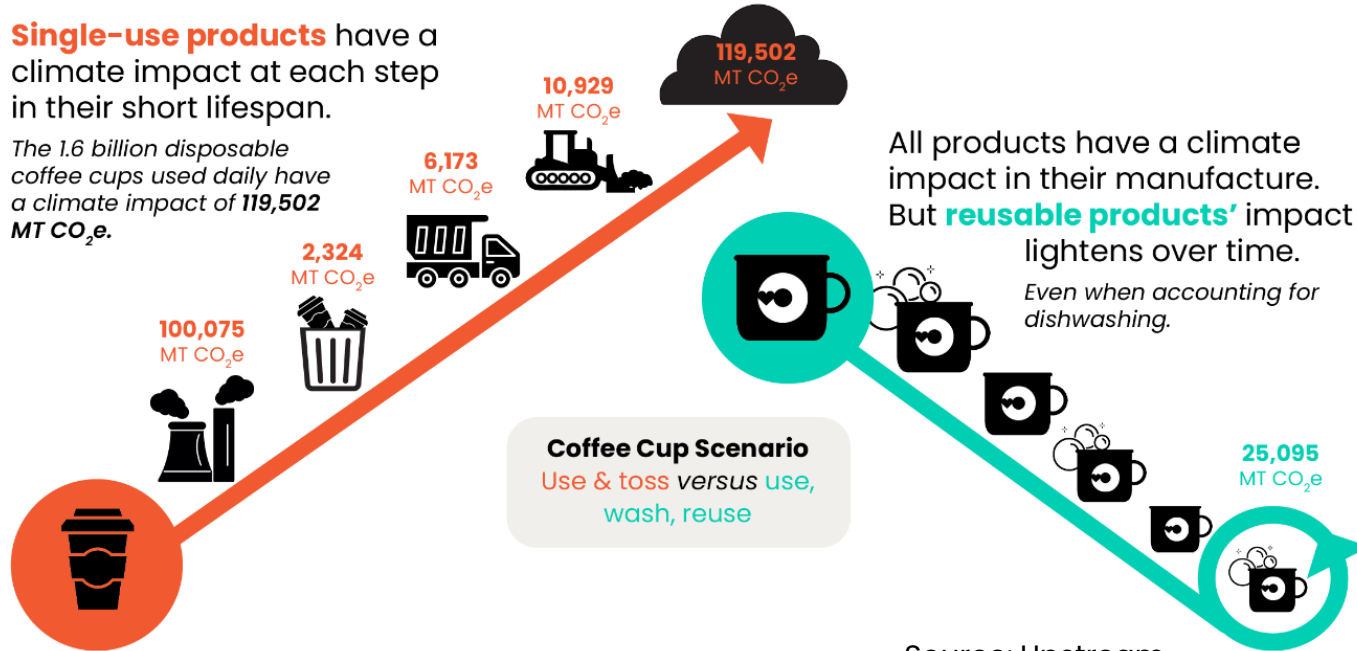 Single-use products have a
climate impact at each step
in their short lifespan.
The 1.6 billion disposable
coffee cups used daily have
a climate impact of 119,502
MT CO₂e.
100,075
MT CO₂e
2,324
MT CO₂e
6,173
MT CO₂e
10,929
MT CO₂e
119,502
MT CO₂e
All products have a climate
impact in their manufacture.
But reusable products’ impact
lightens over time.
Even when accounting for
dishwashing.
Coffee Cup Scenario
Use & toss versus use,
wash, reuse
25,095
MT CO₂e
Source: Upstream